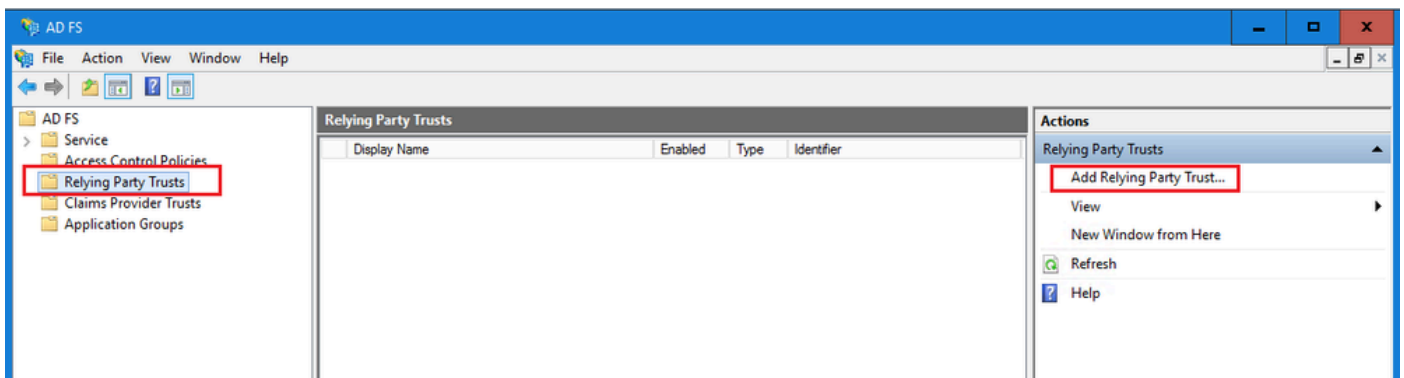 AD FS
File Action View Window Help
AD FS
Service
Access Control Policies
Relying Party Trusts
Claims Provider Trusts
Application Groups
Relying Party Trusts
Display Name Enabled Type Identifier
Actions
Relying Party Trusts
Add Relying Party Trust...
View
New Window from Here
Refresh
Help